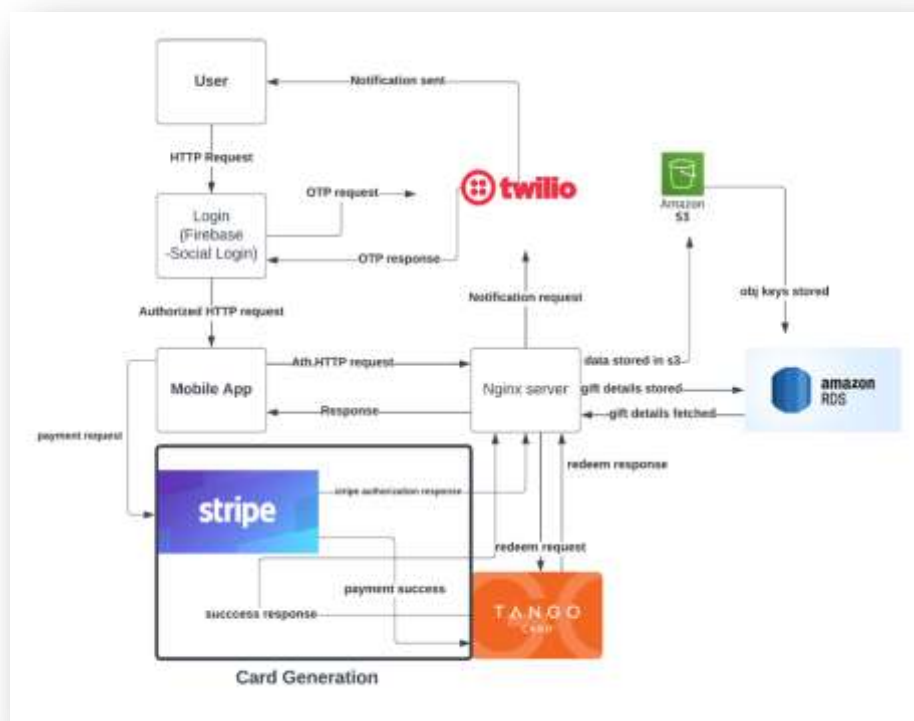 User
Notification sent
HTTP Request
twilio
Amazon
S3
OTP request
Login
(Firebase
-Social Login)
OTP response
obj keys stored
Notification request
Authorized HTTP request
Mobile App
Ath.HTTP request
Nginx server
data stored in s3
gift details stored
amazon
RDS
Response
gift details fetched
payment request
redeem response
stripe
stripe authorization response
redeem request
payment success
succcess response
TANGO
CARD
Card Generation